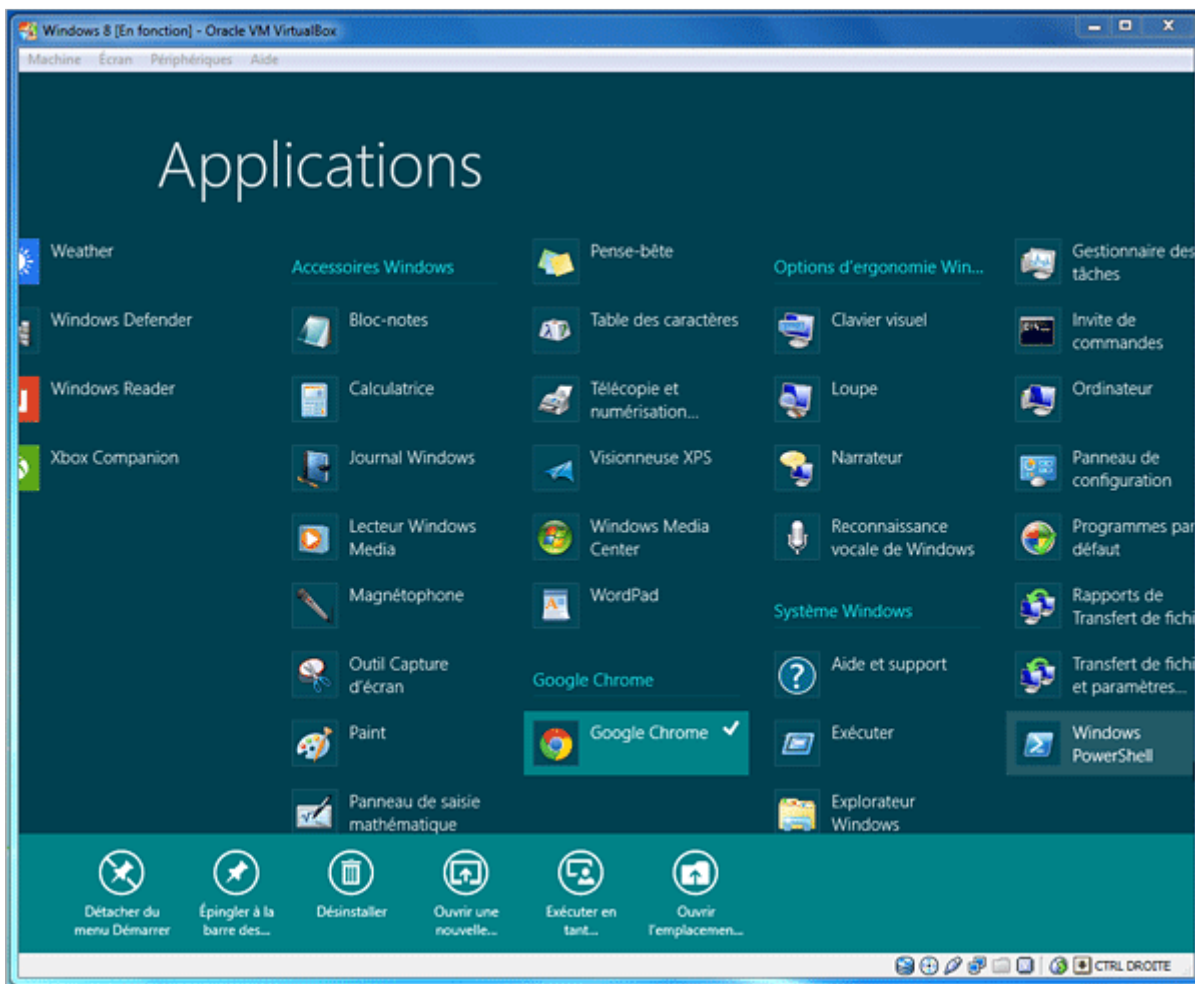 Windows 8 [En fonction] - Oracle VM VirtualBox
Machine Écran Périphériques Aide
Applications
Weather
Windows Defender
Windows Reader
Xbox Companion
Accessoires Windows
Bloc-notes
Calculatrice
Journal Windows
Lecteur Windows
Media
Magnétophone
Outil Capture
d'écran
Paint
Panneau de saisie
mathématique
Pense-bête
Table des caractères
Télécopie et
numérisation...
Visionneuse XPS
Windows Media
Center
WordPad
Google Chrome
Google Chrome
Options d'ergonomie Win...
Clavier visuel
Loupe
Narrateur
Reconnaissance
vocale de Windows
Système Windows
Aide et support
Exécuter
Explorateur
Windows
Gestionnaire des
tâches
Invite de
commandes
Ordinateur
Panneau de
configuration
Programmes par
défaut
Rapports de
Transfert de fichi
Transfert de fichi
et paramètres...
Windows
PowerShell
Détacher du
menu Démarrer
Épingler à la
barre des...
Désinstaller
Ouvrir une
nouvelle...
Exécuter en
tant...
Ouvrir
l'emplacemen...
CTRL DROITE